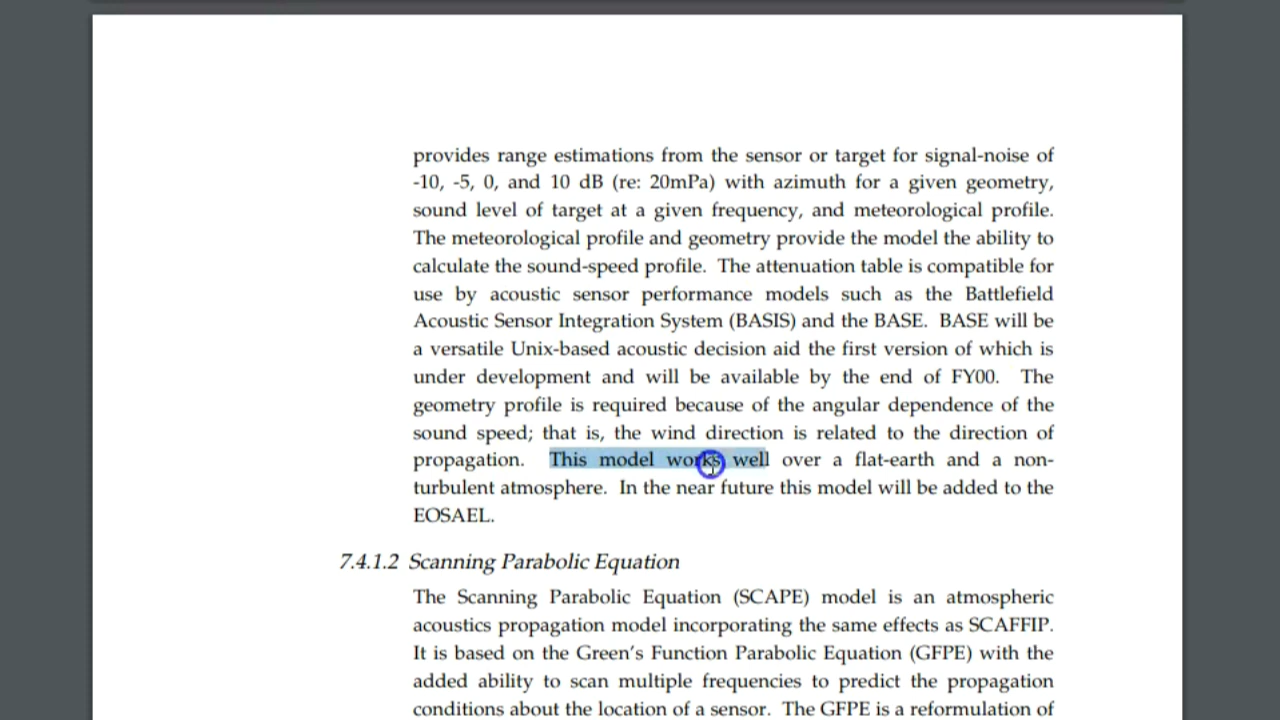 provides range estimations from the sensor or target for signal-noise of
-10, -5, 0, and 10 dB (re: 20mPa) with azimuth for a given geometry,
sound level of target at a given frequency, and meteorological profile.
The meteorological profile and geometry provide the model the ability to
calculate the sound-speed profile. The attenuation table is compatible for
use by acoustic sensor performance models such as the Battlefield
Acoustic Sensor Integration System (BASIS) and the BASE. BASE will be
a versatile Unix-based acoustic decision aid the first version of which is
under development and will be available by the end of FY00. The
geometry profile is required because of the angular dependence of the
sound speed; that is, the wind direction is related to the direction of
propagation. This model works well over a flat-earth and a non-
turbulent atmosphere. In the near future this model will be added to the
EOSAEL.
7.4.1.2 Scanning Parabolic Equation
The Scanning Parabolic Equation (SCAPE) model is an atmospheric
acoustics propagation model incorporating the same effects as SCAFFIP.
It is based on the Green's Function Parabolic Equation (GFPE) with the
added ability to scan multiple frequencies to predict the propagation
conditions about the location of a sensor. The GFPE is a reformulation of